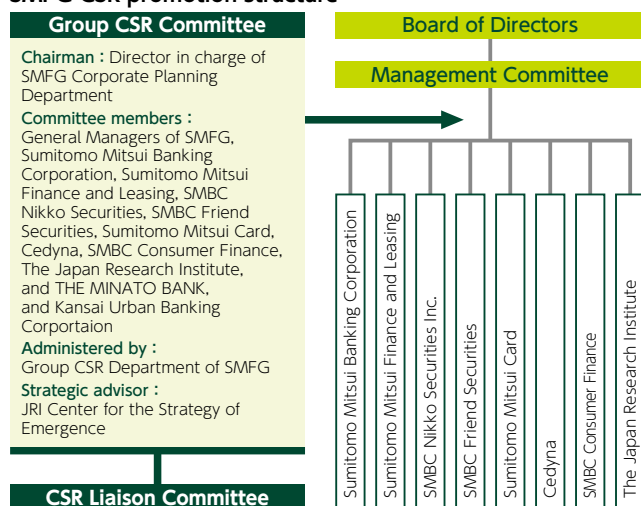 SMFG CSR promotion structure
Group CSR Committee
Chairman : Director in charge of
SMFG Corporate Planning
Department
Committee members :
General Managers of SMFG,
Sumitomo Mitsui Banking
Corporation, Sumitomo Mitsui
Finance and Leasing, SMBC
Nikko Securities, SMBC Friend
Securities, Sumitomo Mitsui Card,
Cedyna, SMBC Consumer Finance,
The Japan Research Institute,
and THE MINATO BANK,
and Kansai Urban Banking
Corportaion
Administered by :
Group CSR Department of SMFG
Strategic advisor :
JRI Center for the Strategy of
Emergence
CSR Liaison Committee
Board of Directors
Management Committee
Sumitomo Mitsui Banking Corporation
Sumitomo Mitsui Finance and Leasing
SMBC Nikko Securities Inc.
SMBC Friend Securities
Sumitomo Mitsui Card
Cedyna
SMBC Consumer Finance
The Japan Research Institute